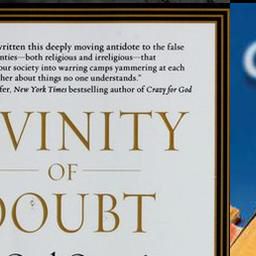 written this deeply moving antidote to the false
nties—both religious and irreligious—that
our society into warring camps yammering at each
her about things no one understands."
fer, New York Times bestselling author of Crazy for God
VINITY
OF
DOUBT